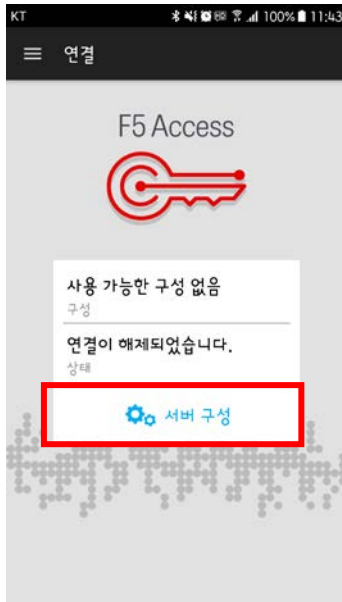 KT 100% 11:43
연결
F5 Access
사용 가능한 구성 없음
구성
연결이 해제되었습니다.
상태
서버 구성